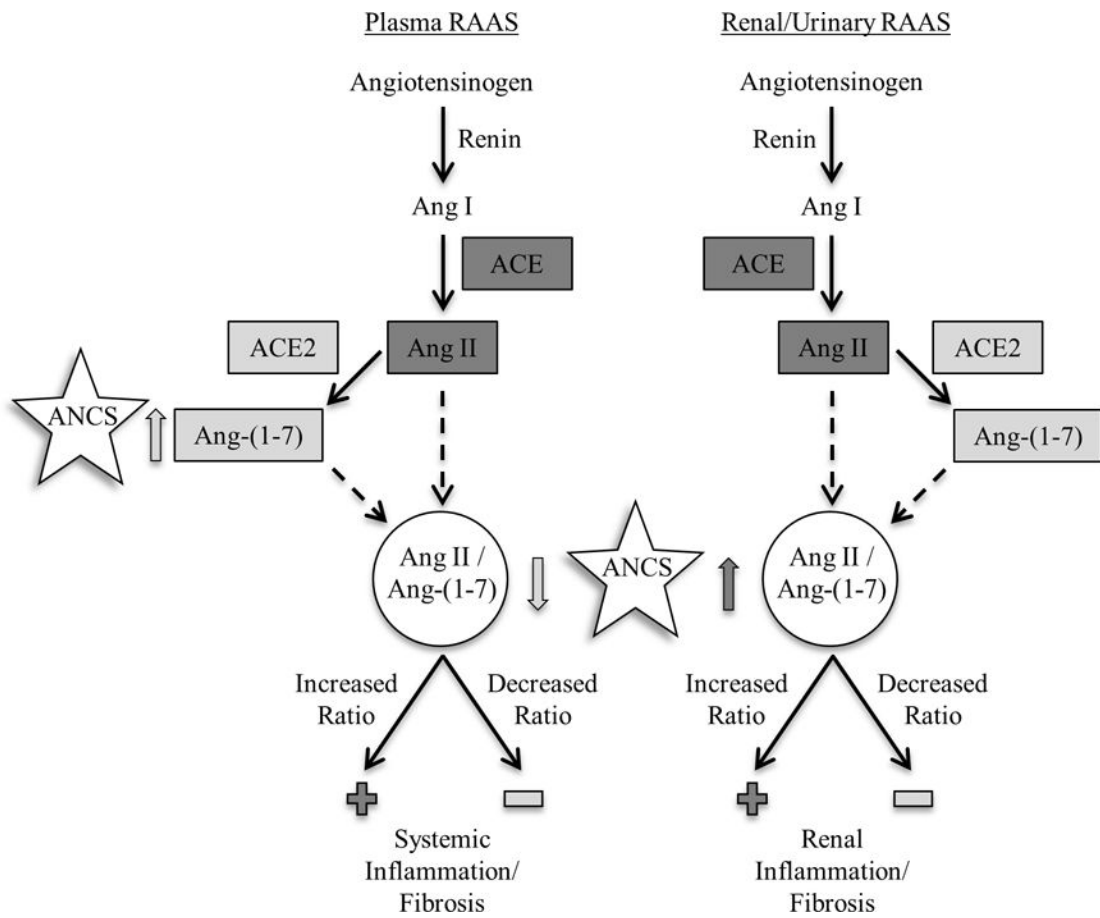 Plasma RAAS
Angiotensinogen
Renin
Ang I
ACE
ACE2
Ang II
ANCS
Ang-(1-7)
Ang II /
Ang-(1-7)
Increased
Ratio
Decreased
Ratio
Systemic
Inflammation/
Fibrosis
Renal/Urinary RAAS
Angiotensinogen
Renin
Ang I
ACE
Ang II
ACE2
Ang-(1-7)
ANCS
Ang II /
Ang-(1-7)
Increased
Ratio
Decreased
Ratio
Renal
Inflammation/
Fibrosis